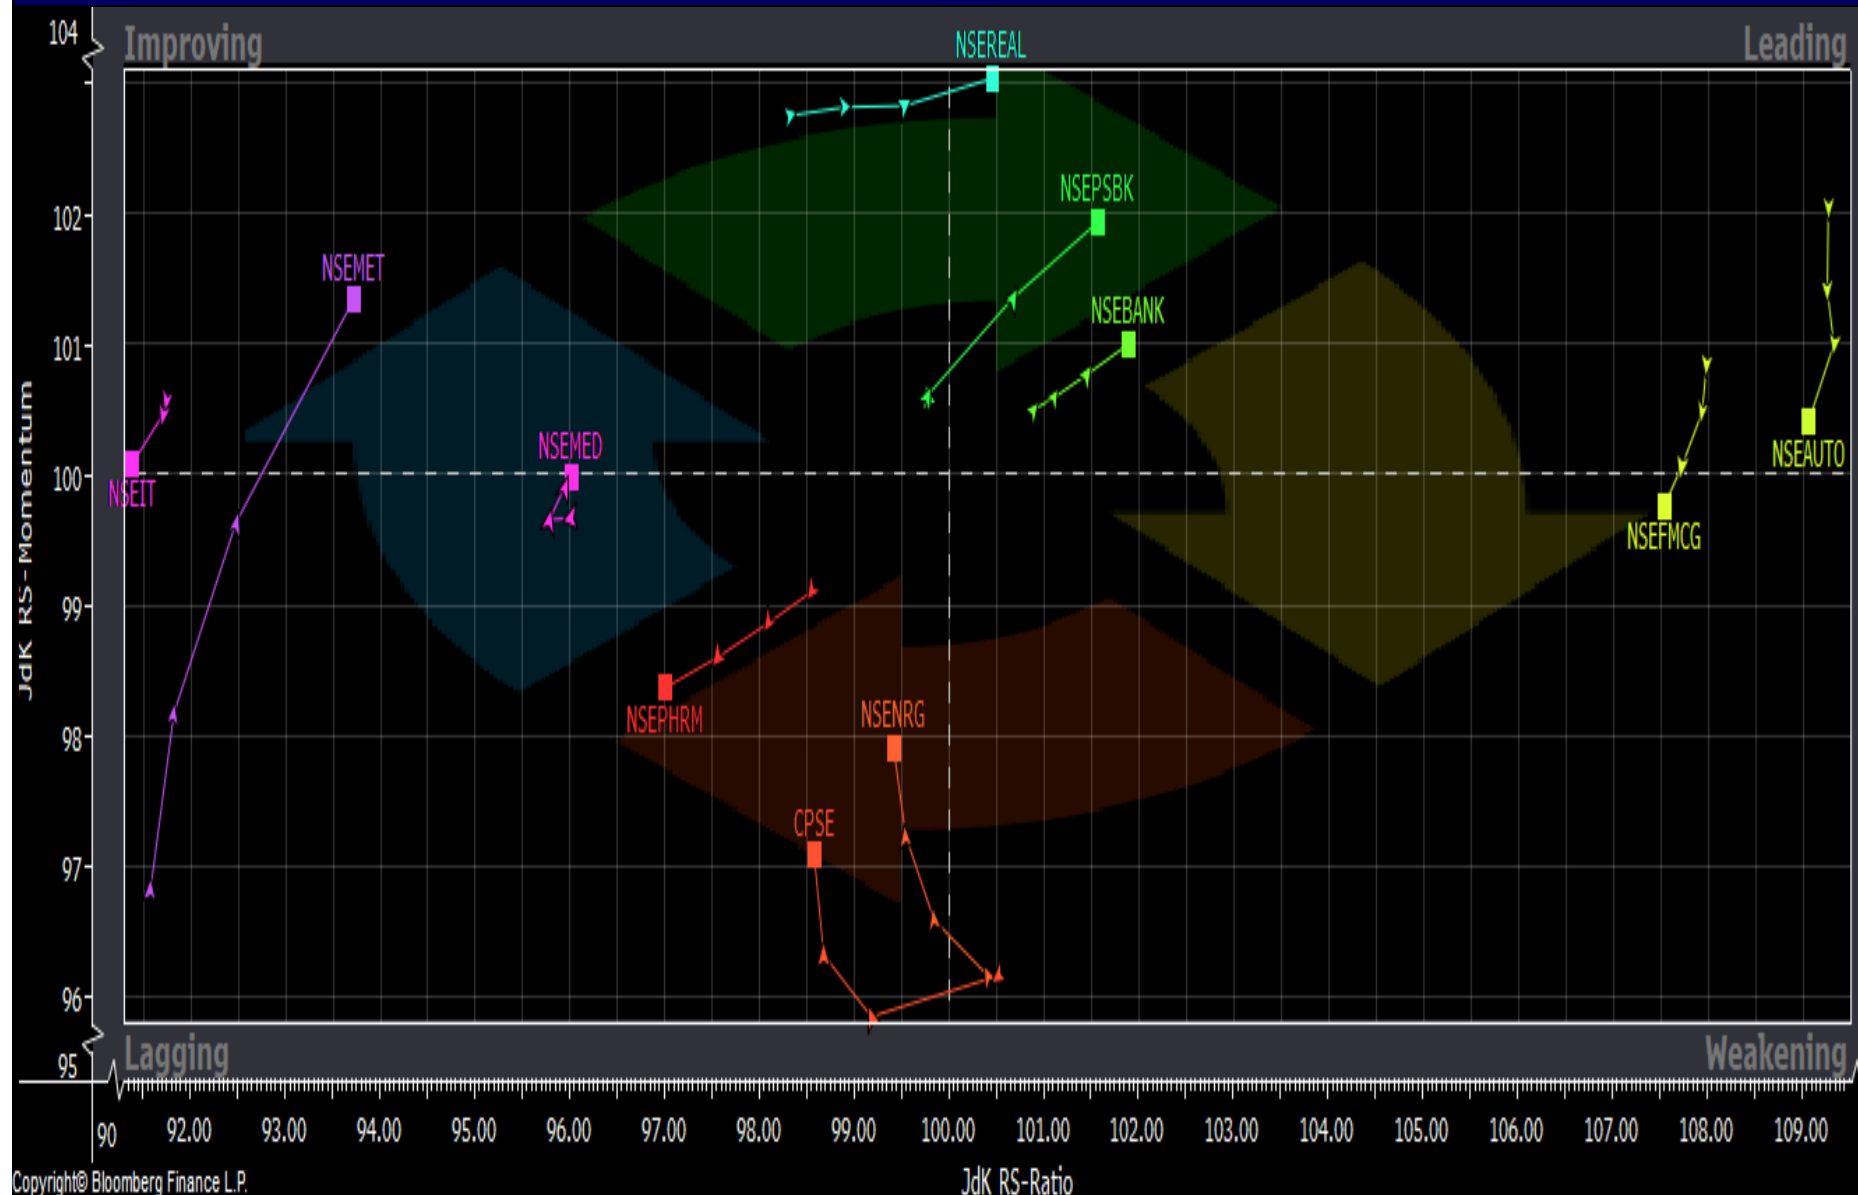 104
Improving
NSEREAL
Leading
NSEPSBK
102
NSEMET
NSEBANK
101
NSEMED
NSEAUTO
100
NSEIT
NSEFMCG
JdK RS-Momentum
99
NSEPHRM
NSENRG
98
CPSE
97
96
Lagging
Weakening
95
90 92.00 93.00 94.00 95.00 96.00 97.00 98.00 99.00 100.00 101.00 102.00 103.00 104.00 105.00 106.00 107.00 108.00 109.00
Copyright© Bloomberg Finance L.P.
JdK RS-Ratio